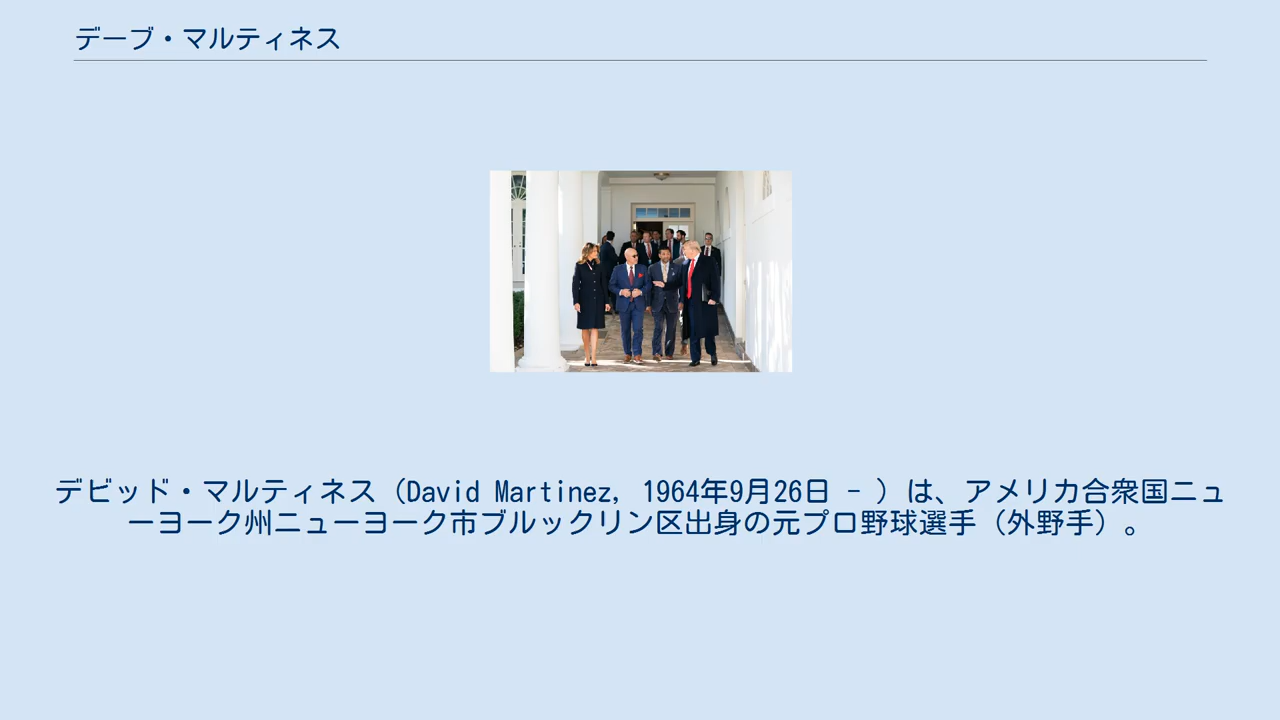 デーブ・マルティネス
デビッド・マルティネス（David Martinez, 1964年9月26日 - ）は、アメリカ合衆国ニュ
ーヨーク州ニューヨーク市ブルックリン区出身の元プロ野球選手（外野手）。